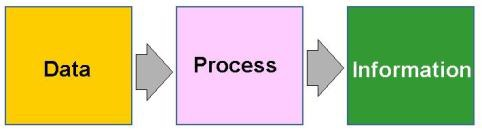 Data
Process
Information